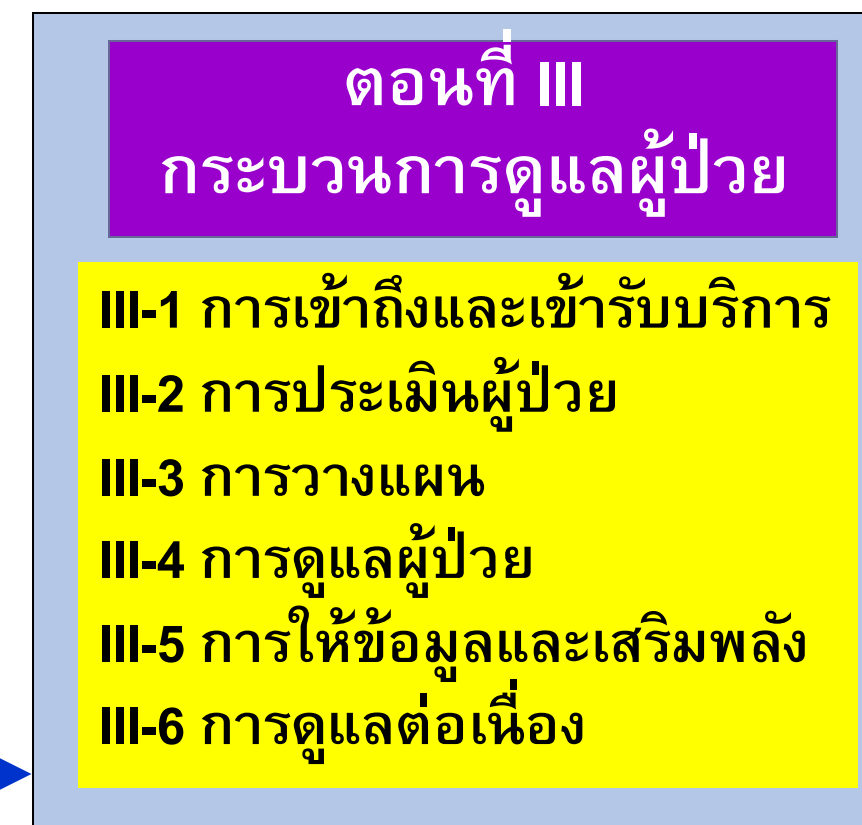 ตอนที่ III
กระบวนการดูแลผู้ป่วย
III-1 การเข้าถึงและเข้ารับบริการ
III-2 การประเมินผู้ป่วย
III-3 การวางแผน
III-4 การดูแลผู้ป่วย
III-5 การให้ข้อมูลและเสริมพลัง
III-6 การดูแลต่อเนื่อง